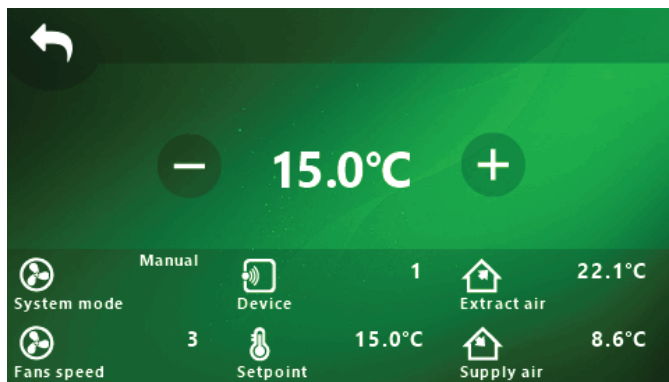 15.0°C
Manual
System mode
1
Device
22.1°C
Extract air
3
Fans speed
15.0°C
Setpoint
8.6°C
Supply air